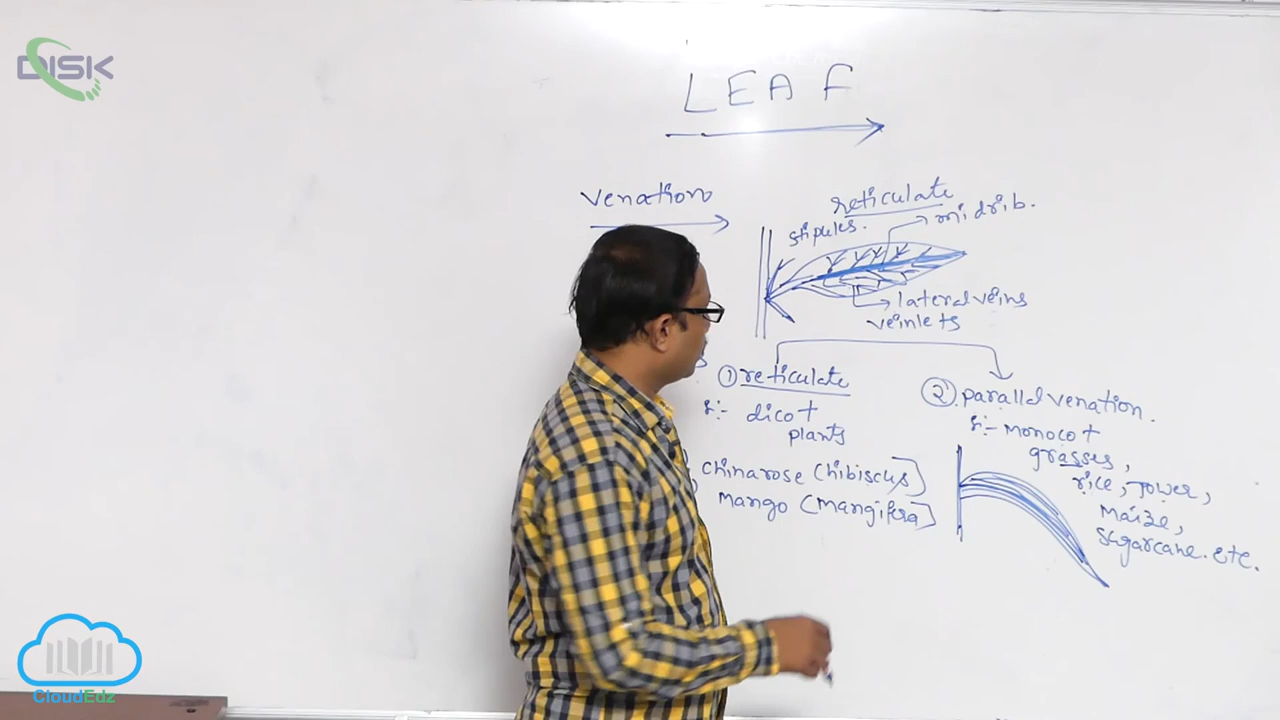 DISK
LEAF
venation
reticulate
stipules.
midrib.
lateral veins
veinlets
① reticulate
dicot
plants
chinarose (hibiscus)
Mango (Mangifera)
② parallel venation.
Monocot
grasses,
rice, Jower,
Maize,
Sugarcane. etc.
CloudEdz